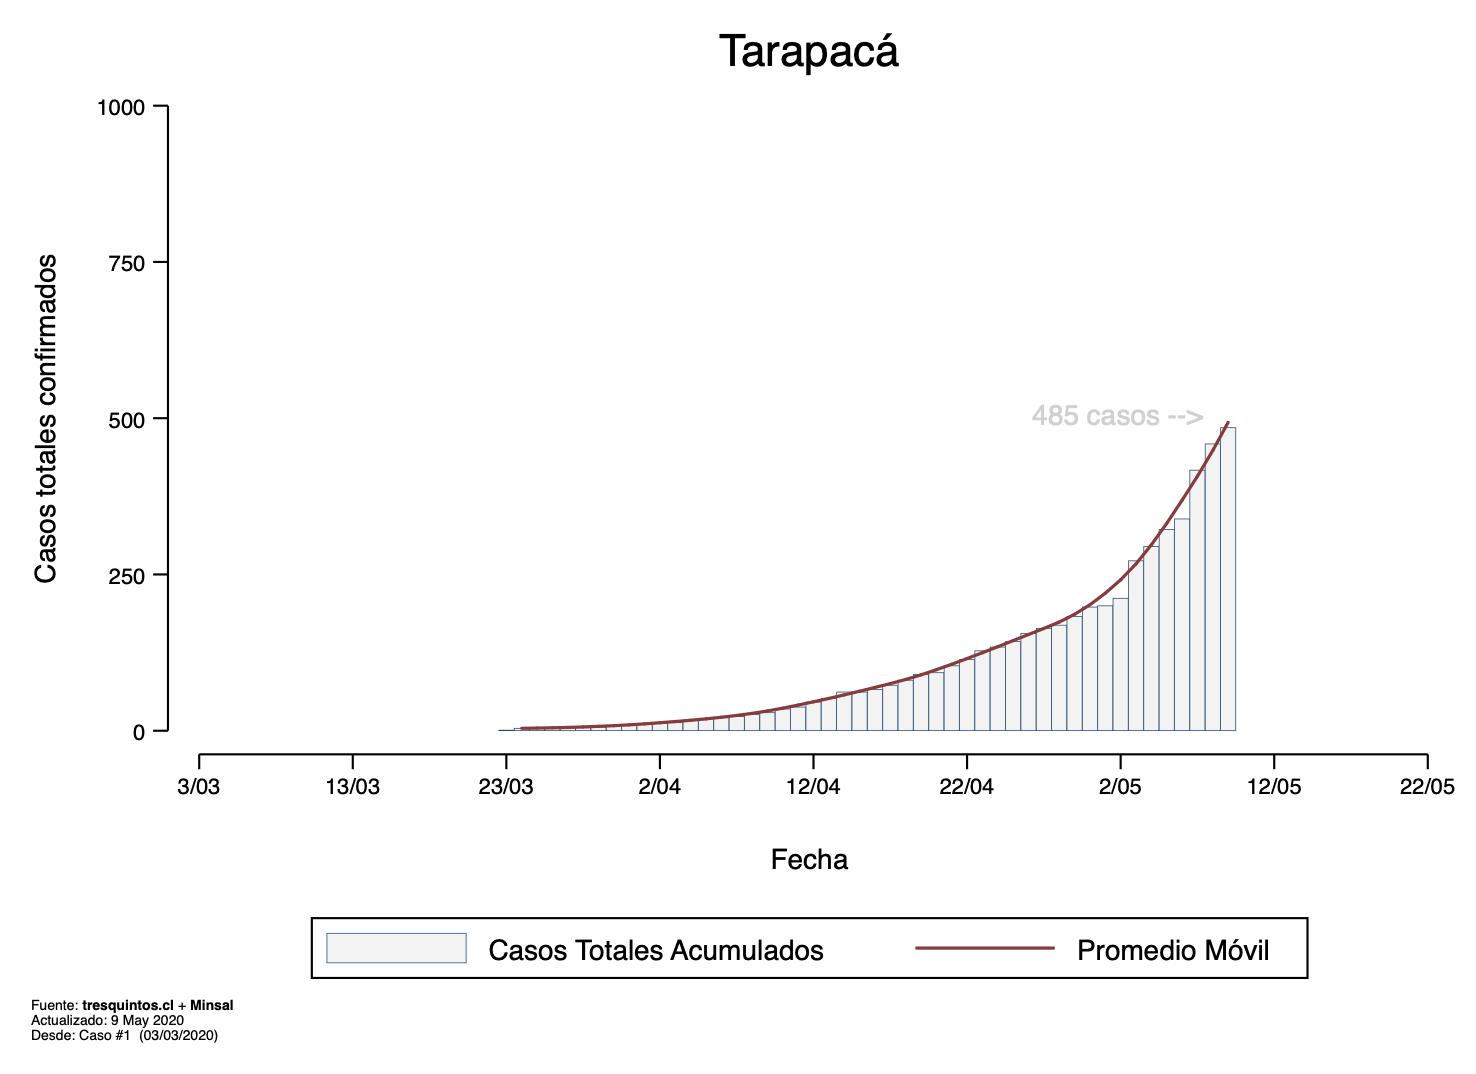 Tarapacá
1000
750
500
250
0
Casos totales confirmados
485 casos -->
3/03
13/03
23/03
2/04
12/04
22/04
2/05
12/05
22/05
Fecha
Casos Totales Acumulados
Promedio Móvil
Fuente: tresquintos.cl + Minsal
Actualizado: 9 May 2020
Desde: Caso #1 (03/03/2020)